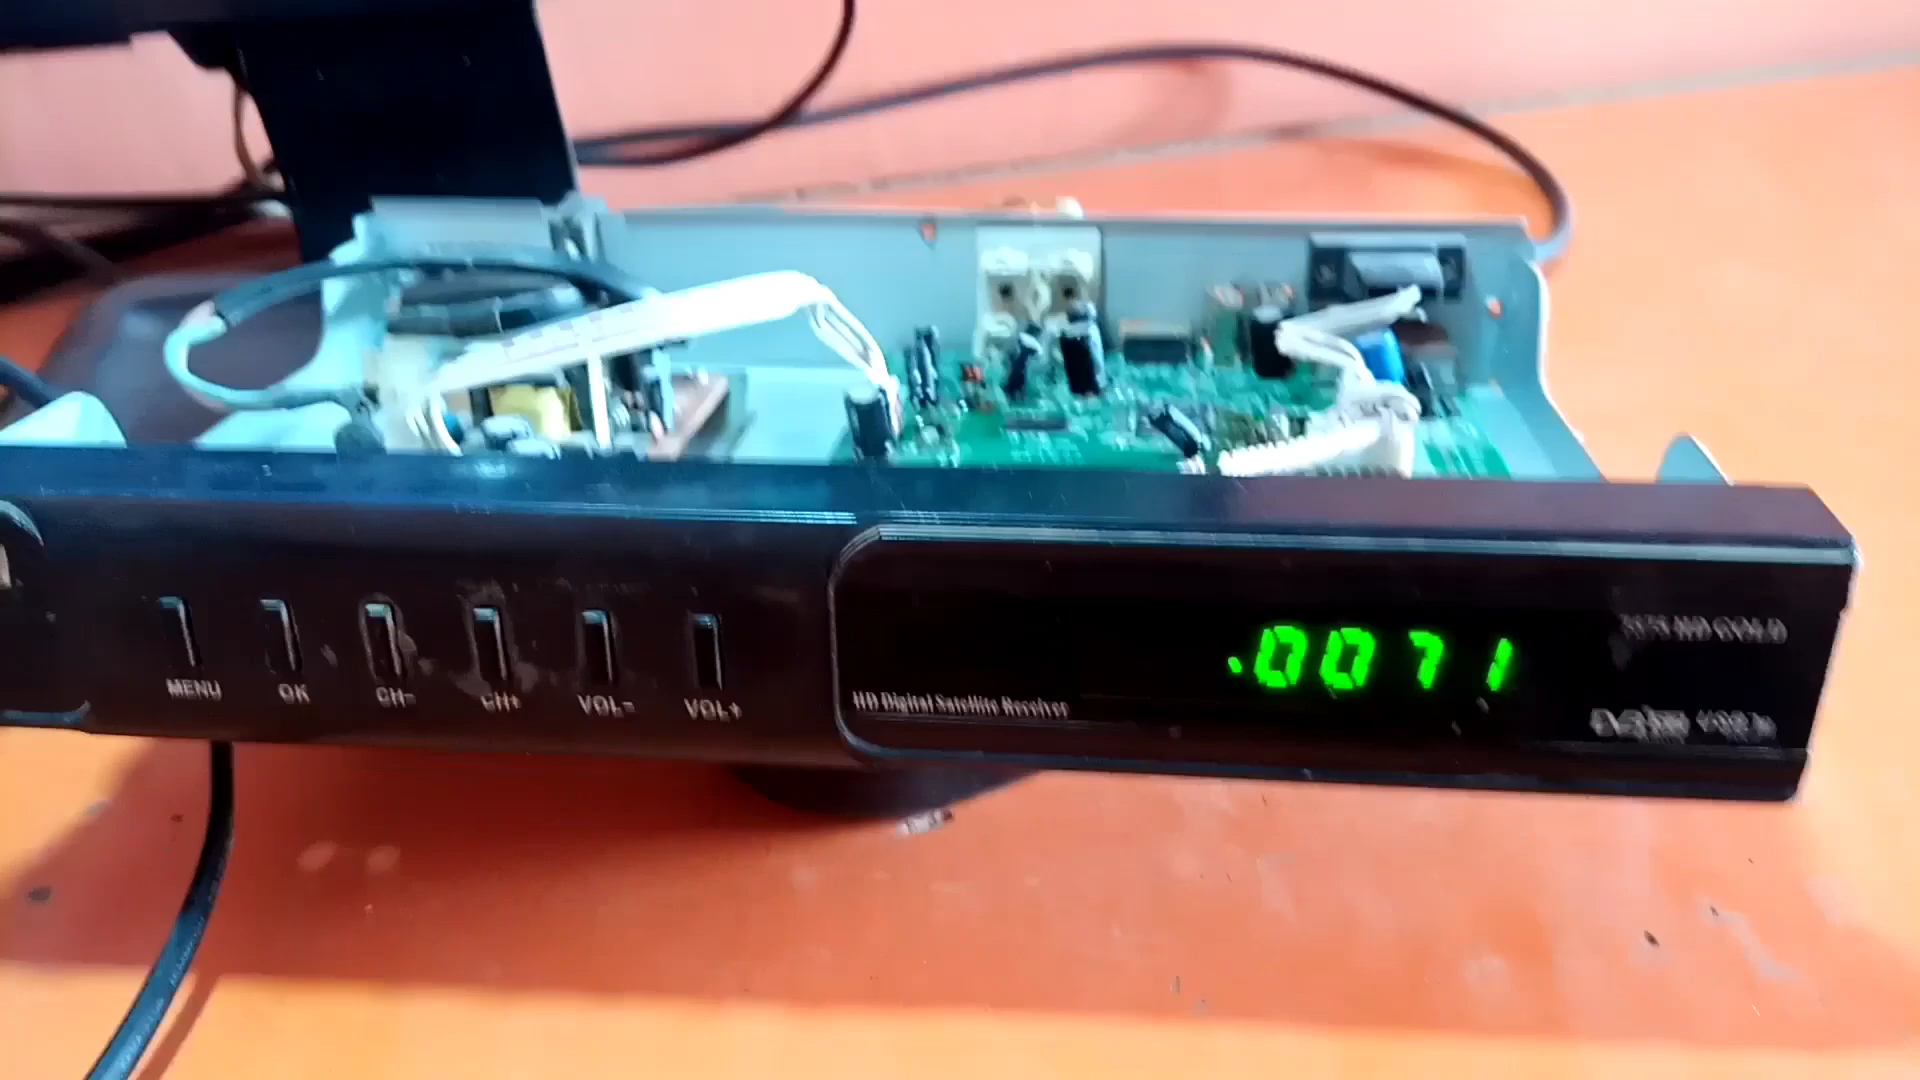 MENU
OK
CH-
CH+
VOL-
VOL+
HD Digital Satellite Receiver
.0071